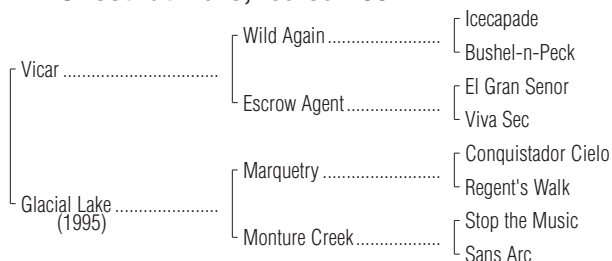 Icecapade
Wild Again
Bushel-n-Peck
Vicar
El Gran Senor
Escrow Agent
Viva Sec
Conquistador Cielo
Marquetry
Regent's Walk
Glacial Lake
(1995)
Stop the Music
Monture Creek
Sans Arc